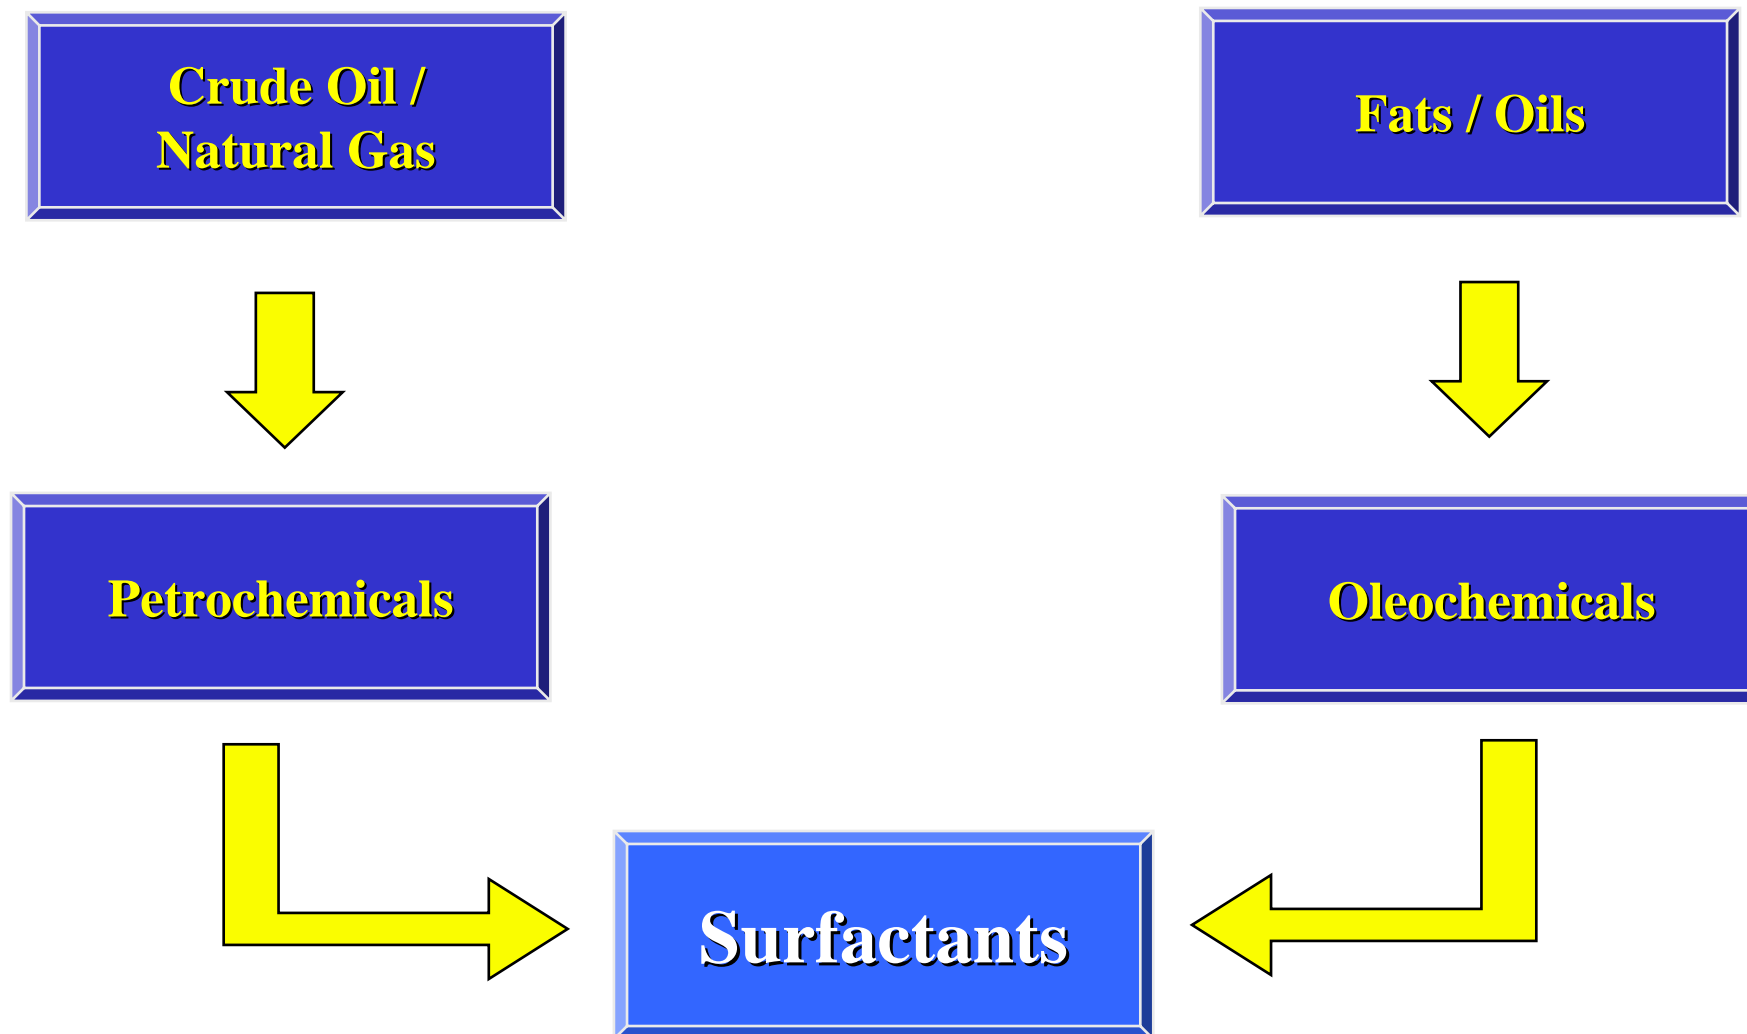 Crude Oil /
Natural Gas
Fats / Oils
Petrochemicals
Oleochemicals
Surfactants